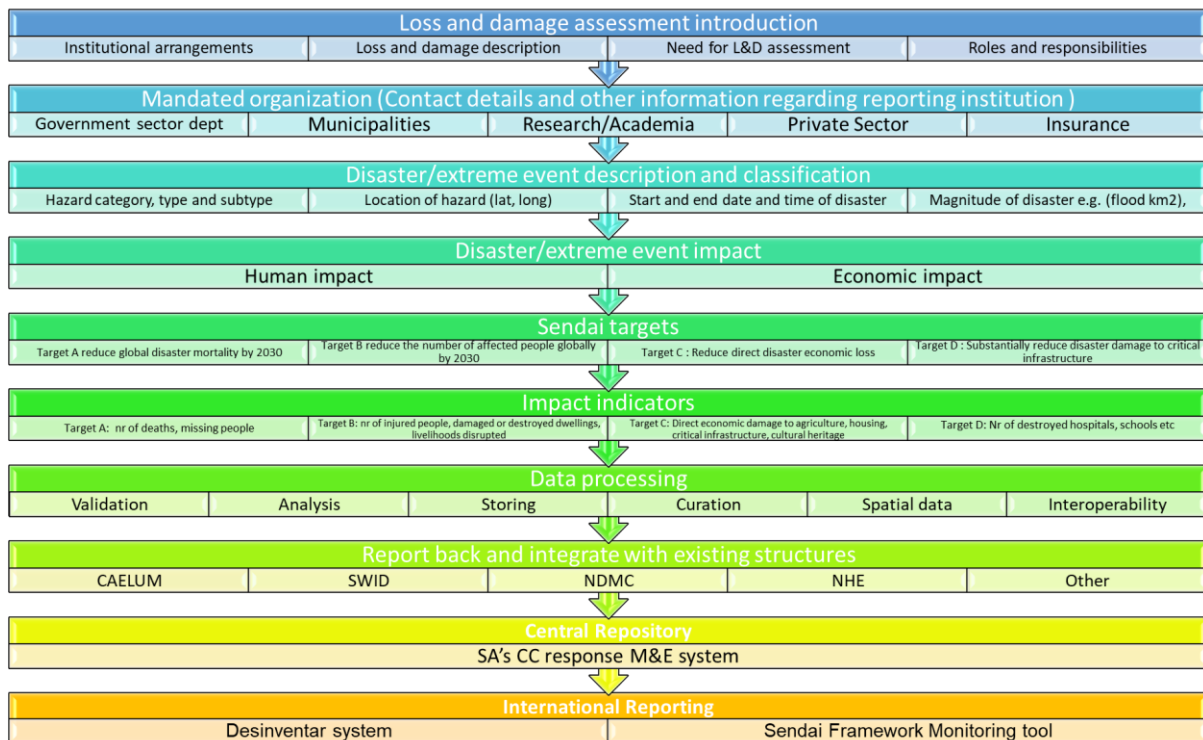 Loss and damage assessment introduction
Institutional arrangements
Loss and damage description
Need for L&D assessment
Roles and responsibilities
Mandated organization (Contact details and other information regarding reporting institution )
Government sector dept
Municipalities
Research/Academia
Private Sector
Insurance
Disaster/extreme event description and classification
Hazard category, type and subtype
Location of hazard (lat, long)
Start and end date and time of disaster
Magnitude of disaster e.g. (flood km2),
Disaster/extreme event impact
Human impact
Economic impact
Sendai targets
Target A reduce global disaster mortality by 2030
Target B reduce the number of affected people globally
by 2030
Target C : Reduce direct disaster economic loss
Target D : Substantially reduce disaster damage to critical
infrastructure
Impact indicators
Target A: nr of deaths, missing people
Target B: nr of injured people, damaged or destroyed dwellings,
livelihoods disrupted
Target C: Direct economic damage to agriculture, housing,
critical infrastructure, cultural heritage
Target D: Nr of destroyed hospitals, schools etc
Data processing
Validation
Analysis
Storing
Curation
Spatial data
Interoperability
Report back and integrate with existing structures
CAELUM
SWID
NDMC
NHE
Other
Central Repository
SA's CC response M&E system
International Reporting
Desinventar system
Sendai Framework Monitoring tool